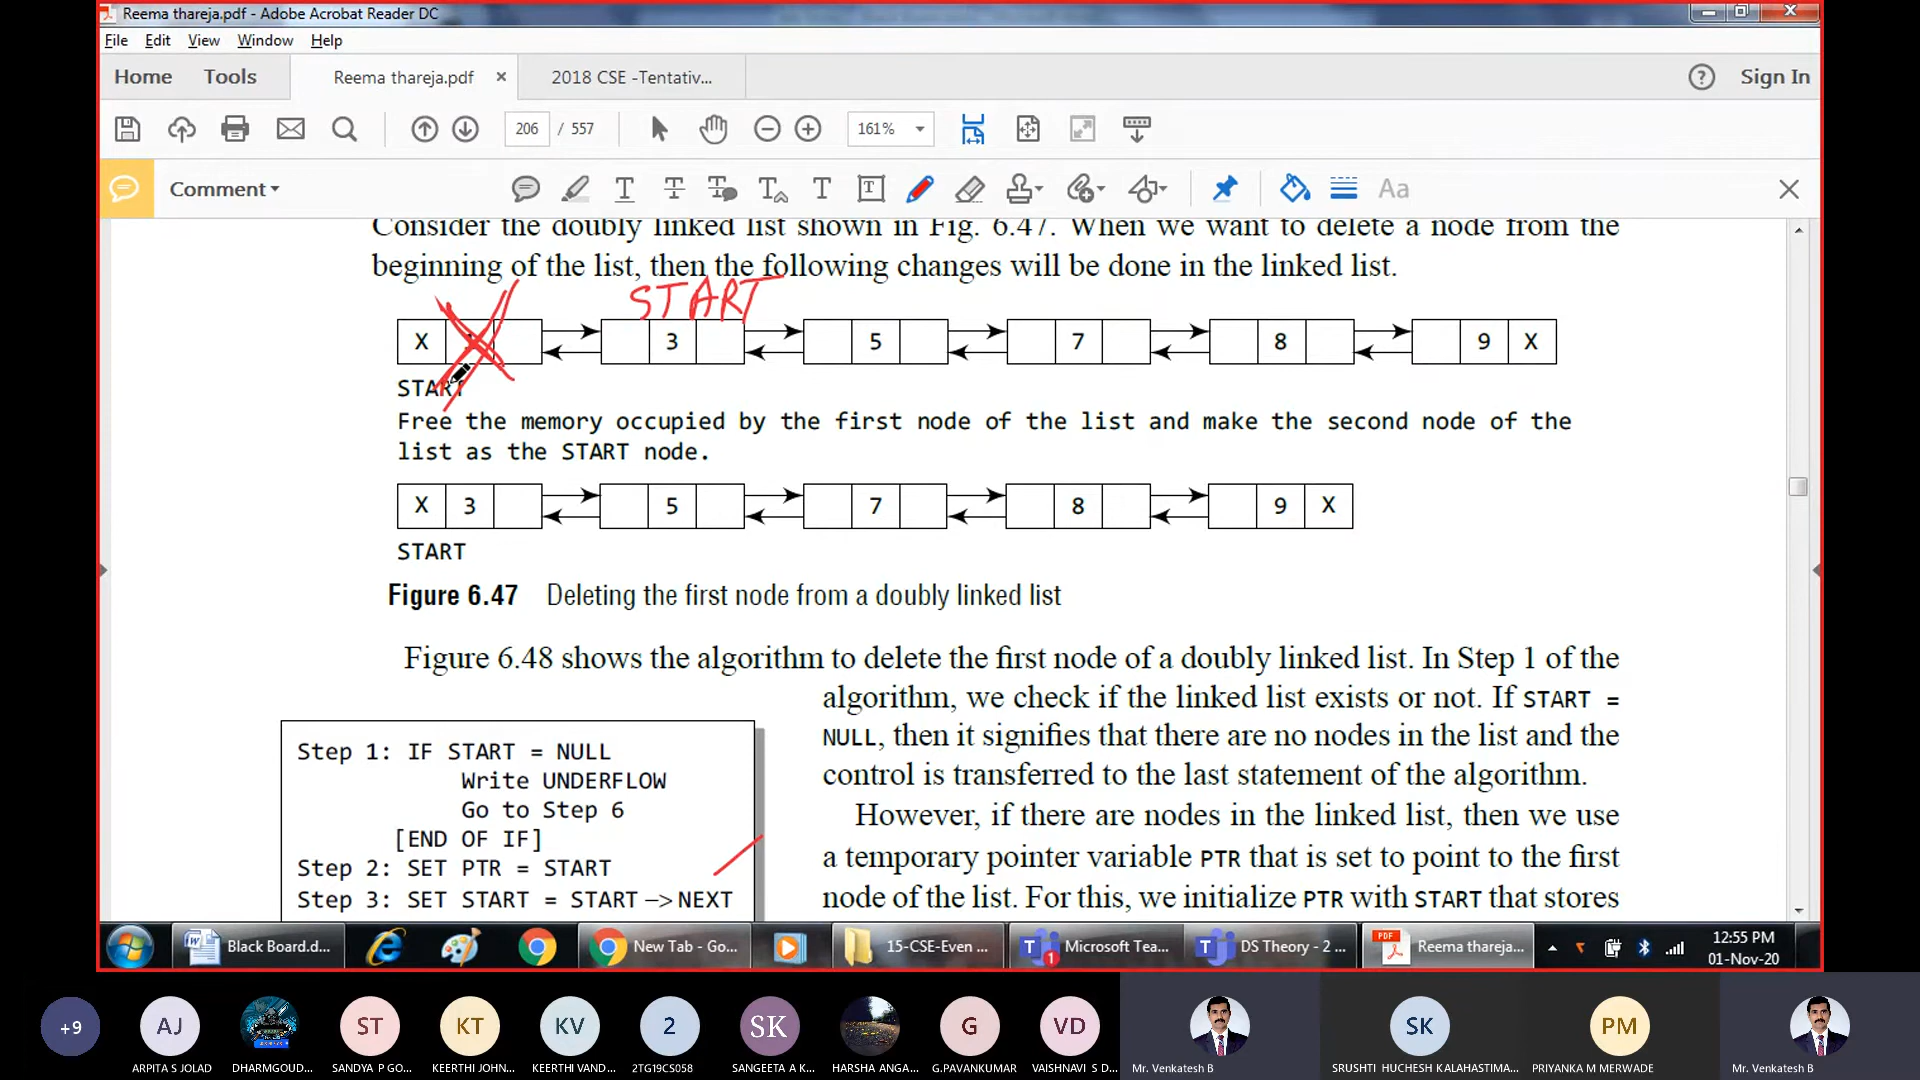 Reema thareja.pdf - Adobe Acrobat Reader DC
File Edit View Window Help
Home Tools Reema thareja.pdf × 2018 CSE -Tentativ... Sign In
206 / 557 161%
Comment
Consider the doubly linked list shown in Fig. 6.47. When we want to delete a node from the
beginning of the list, then the following changes will be done in the linked list.
START
X 3 5 7 8 9 X
START
Free the memory occupied by the first node of the list and make the second node of the
list as the START node.
X 3 5 7 8 9 X
START
Figure 6.47 Deleting the first node from a doubly linked list
Figure 6.48 shows the algorithm to delete the first node of a doubly linked list. In Step 1 of the
algorithm, we check if the linked list exists or not. If START =
NULL, then it signifies that there are no nodes in the list and the
control is transferred to the last statement of the algorithm.
However, if there are nodes in the linked list, then we use
a temporary pointer variable PTR that is set to point to the first
node of the list. For this, we initialize PTR with START that stores
Step 1: IF START = NULL
Write UNDERFLOW
Go to Step 6
[END OF IF]
Step 2: SET PTR = START
Step 3: SET START = START -> NEXT
Black Board.d... New Tab - Go... 15-CSE-Even ... Microsoft Tea... DS Theory - 2 ... Reema thareja... 12:55 PM
01-Nov-20
+9 AJ ST KT KV 2 SK G VD SK PM
ARPITA S JOLAD DHARMGOUD... SANDYA P GO... KEERTHI JOHN... KEERTHI VAND... 2TG19CS058 SANGEETA A K... HARSHA ANGA... G.PAVANKUMAR VAISHNAVI S D... Mr. Venkatesh B SRUSHTI HUCHESH KALAHASTIMA... PRIYANKA M MERWADE Mr. Venkatesh B